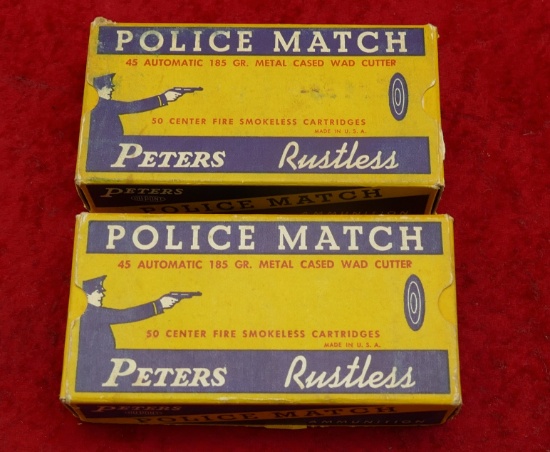 POLICE MATCH
45 AUTOMATIC 185 GR. METAL CASED WAD CUTTER
50 CENTER FIRE SMOKELESS CARTRIDGES
MADE IN U. S. A.
PETERS Rustless
PETERS
POLICE MATCH
AMMUNITION
POLICE MATCH
45 AUTOMATIC 185 GR. METAL CASED WAD CUTTER
50 CENTER FIRE SMOKELESS CARTRIDGES
MADE IN U. S. A.
PETERS Rustless
PETERS
POLICE MATCH
AMMUNITION